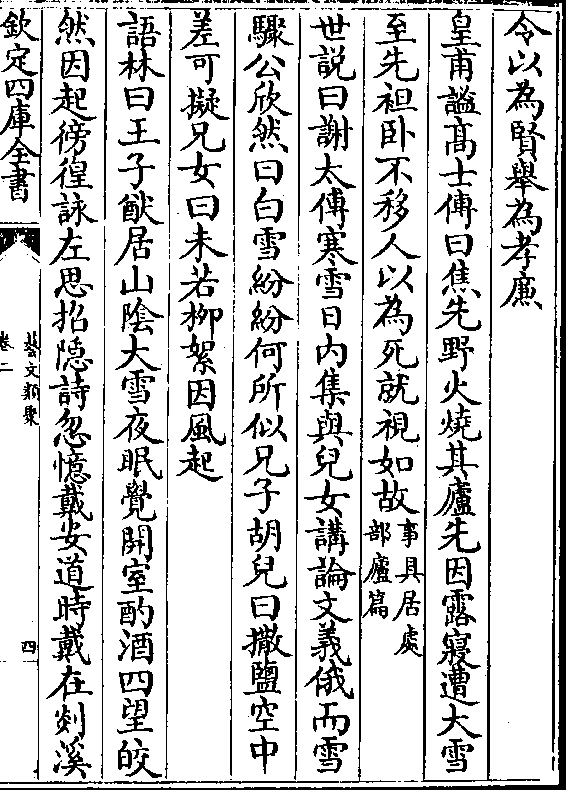 令以為賢舉為孝廉
皇甫謐髙士傳曰焦先野火燒其廬先因露寢遭大雪
至先袒卧不移人以為死就視如故事具居處部廬篇
世説曰謝太傅寒雪日内集與兒女講論文義俄而雪
驟公欣然曰白雪紛紛何所似兄子胡兒曰撒鹽空中
差可擬兄女曰未若栁絮因風起
語林曰王子猷居山隂大雪夜眠覺開室酌酒四望皎
然因起徬徨詠左思招隠詩忽憶戴安道時戴在剡溪
欽定四庫全書
藝文類聚
卷二
四